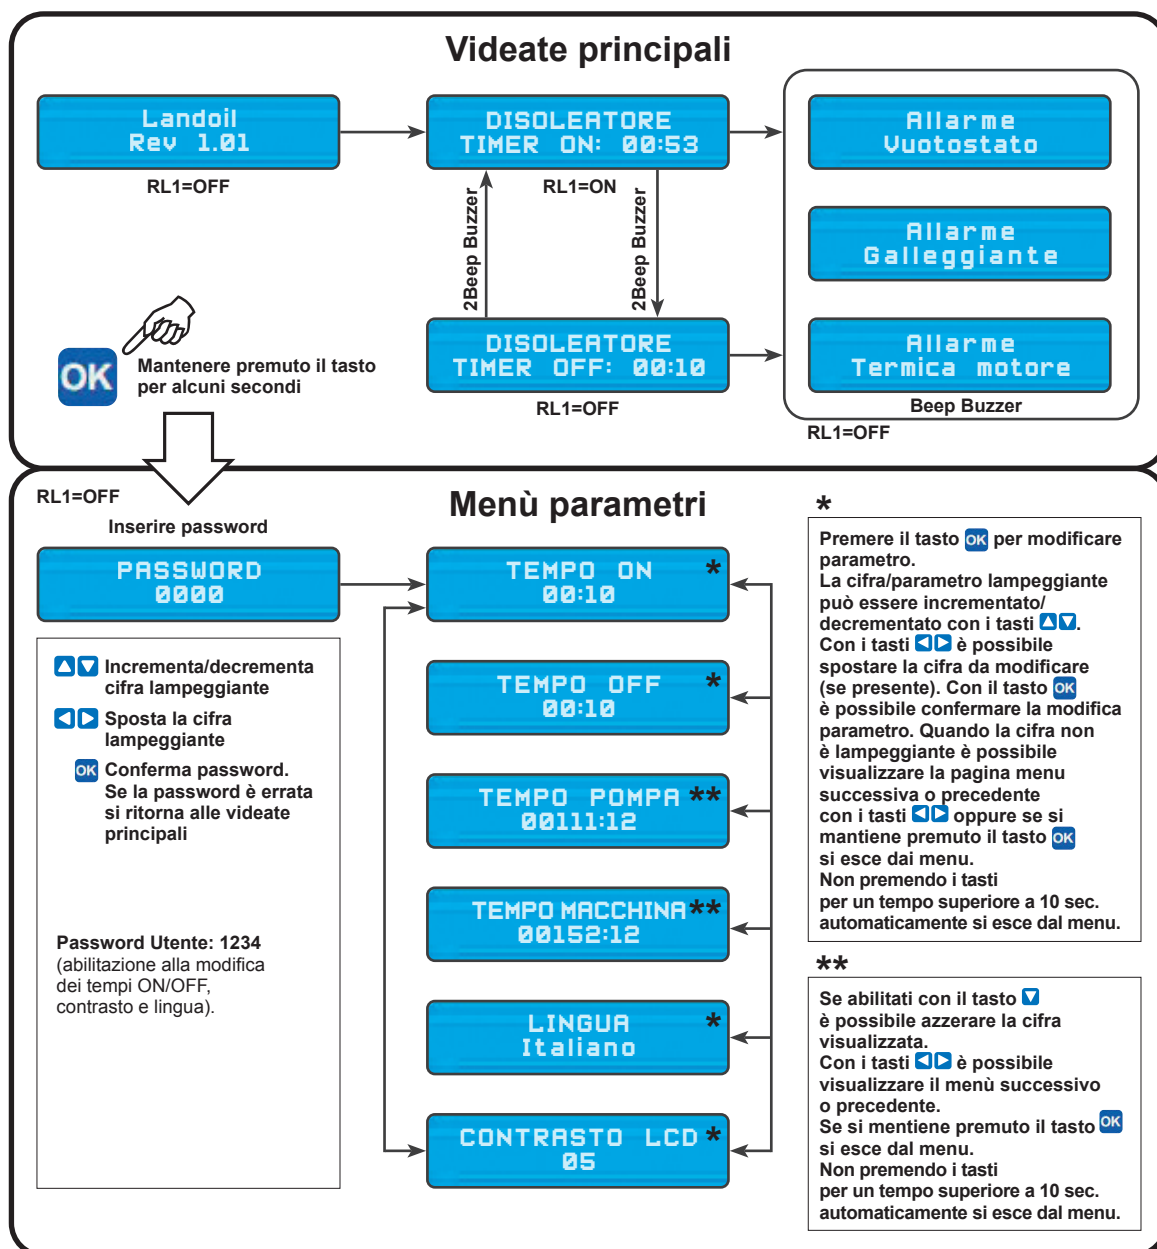 Videate principali
Landoil
Rev 1.01
RL1=OFF
DISOLEATORE
TIMER ON: 00:53
RL1=ON
2Beep Buzzer
2Beep Buzzer
DISOLEATORE
TIMER OFF: 00:10
RL1=OFF
Allarme
Vuotostato
Allarme
Galleggiante
Allarme
Termica motore
Beep Buzzer
RL1=OFF
OK
Mantenere premuto il tasto
per alcuni secondi
RL1=OFF
Menù parametri
Inserire password
PASSWORD
0000
Incrementa/decrementa
cifra lampeggiante
Sposta la cifra
lampeggiante
OK Conferma password.
Se la password è errata
si ritorna alle videate
principali
Password Utente: 1234
(abilitazione alla modifica
dei tempi ON/OFF,
contrasto e lingua).
TEMPO ON *
00:10
TEMPO OFF *
00:10
TEMPO POMPA **
00111:12
TEMPO MACCHINA **
00152:12
LINGUA *
Italiano
CONTRASTO LCD *
05
*
Premere il tasto OK per modificare
parametro.
La cifra/parametro lampeggiante
può essere incrementato/
decrementato con i tasti .
Con i tasti è possibile
spostare la cifra da modificare
(se presente). Con il tasto OK
è possibile confermare la modifica
parametro. Quando la cifra non
è lampeggiante è possibile
visualizzare la pagina menu
successiva o precedente
con i tasti oppure se si
mantiene premuto il tasto OK
si esce dai menu.
Non premendo i tasti
per un tempo superiore a 10 sec.
automaticamente si esce dal menu.
**
Se abilitati con il tasto
è possibile azzerare la cifra
visualizzata.
Con i tasti è possibile
visualizzare il menù successivo
o precedente.
Se si mentiene premuto il tasto OK
si esce dal menu.
Non premendo i tasti
per un tempo superiore a 10 sec.
automaticamente si esce dal menu.